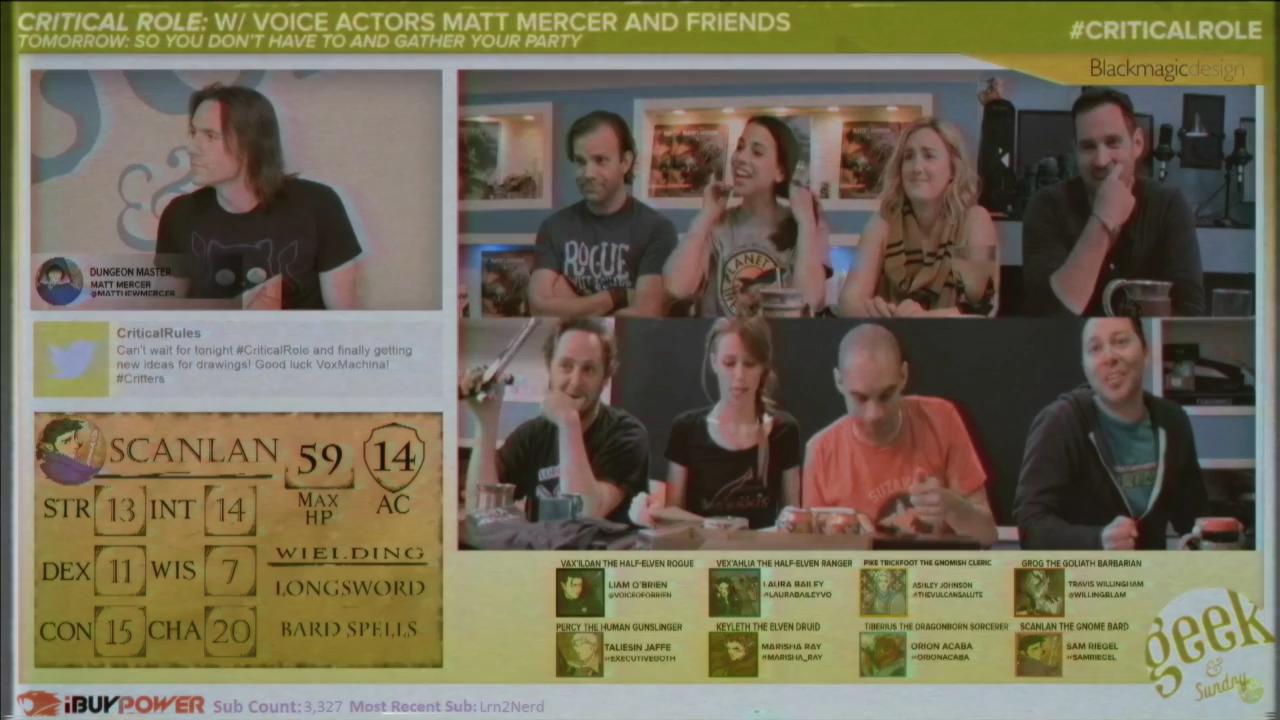 CRITICAL ROLE: W/ VOICE ACTORS MATT MERCER AND FRIENDS
TOMORROW: SO YOU DON'T HAVE TO AND GATHER YOUR PARTY
#CRITICALROLE
Blackmagicdesign
DUNGEON MASTER
MATT MERCER
@MATTHEWMERCER
CriticalRules
Can't wait for tonight #CriticalRole and finally getting
new ideas for drawings! Good luck VoxMachina!
#Critters
ROGUE
PLANET
SCANLAN
59
MAX
HP
14
AC
STR 13 INT 14
DEX 11 WIS 7
CON 15 CHA 20
WIELDING
LONGSWORD
BARD SPELLS
VAX'ILDAN THE HALF-ELVEN ROGUE
LIAM O'BRIEN
@VOICEOFOBRIEN
VEX'AHLIA THE HALF-ELVEN RANGER
LAURA BAILEY
@LAURABAILEYVO
PIKE TRICKFOOT THE GNOMISH CLERIC
ASHLEY JOHNSON
@THEVULCANSALUTE
GROG THE GOLIATH BARBARIAN
TRAVIS WILLINGHAM
@WILLINGBLAM
PERCY THE HUMAN GUNSLINGER
TALIESIN JAFFE
@EXECUTIVEGOTH
KEYLETH THE ELVEN DRUID
MARISHA RAY
@MARISHA_RAY
TIBERIUS THE DRAGONBORN SORCERER
ORION ACABA
@ORIONACABA
SCANLAN THE GNOME BARD
SAM RIEGEL
@SAMRIEGEL
geek
&
Sundry
iBUYPOWER Sub Count: 3,327 Most Recent Sub: Lrn2Nerd